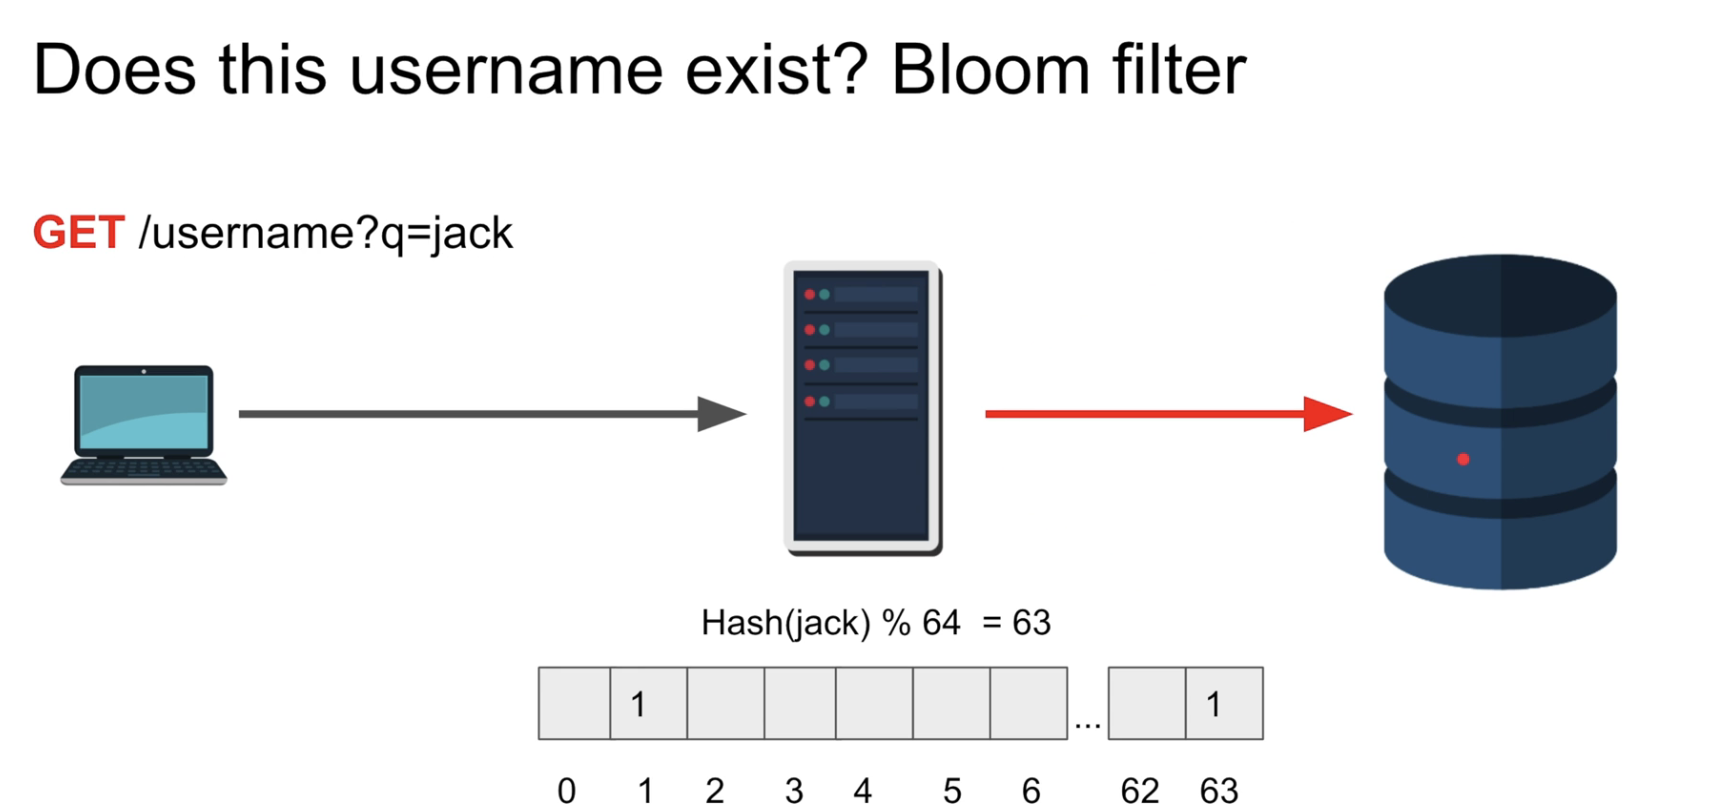 Does this username exist? Bloom filter
GET /username?q=jack
Hash(jack) % 64 = 63
1 ... 1
0 1 2 3 4 5 6 62 63